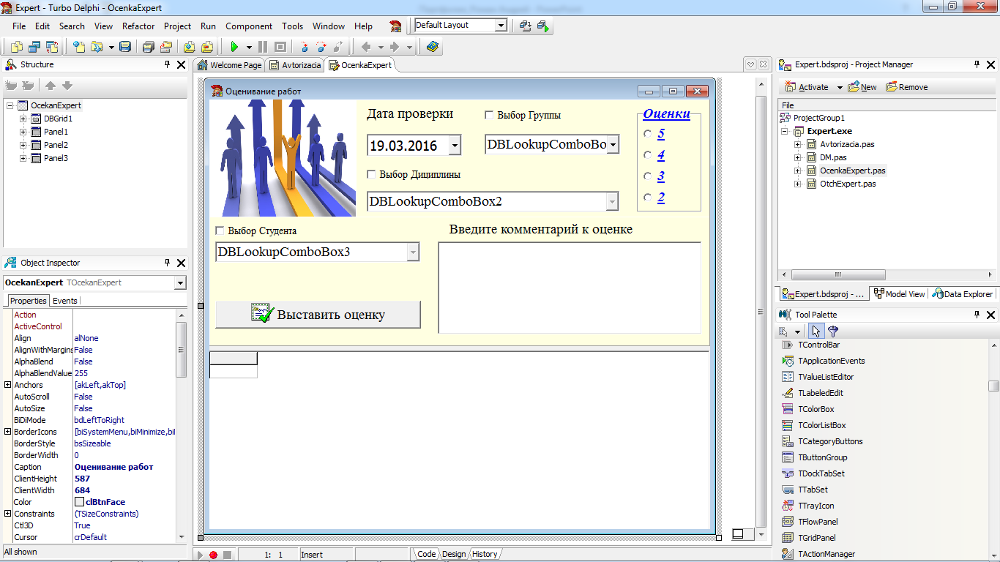 Expert - Turbo Delphi - OcenkaExpert
File Edit Search View Refactor Project Run Component Tools Window Help
Default Layout
Structure
OcekanExpert
DBGrid1
Panel1
Panel2
Panel3
Object Inspector
OcekanExpert TOcekanExpert
Properties Events
Action
ActiveControl
Align alNone
AlignWithMargins False
AlphaBlend False
AlphaBlendValue 255
Anchors [akLeft,akTop]
AutoScroll False
AutoSize False
BiDiMode bdLeftToRight
BorderIcons [biSystemMenu,biMinimize,bi
BorderStyle bsSizeable
BorderWidth 0
Caption Оценивание работ
ClientHeight 587
ClientWidth 684
Color clBtnFace
Constraints (TSizeConstraints)
Ctl3D True
Cursor crDefault
All shown
Welcome Page Avtorizacia OcenkaExpert
Оценивание работ
Дата проверки
19.03.2016
Выбор Группы
DBLookupComboBo
Выбор Дициплины
DBLookupComboBox2
Оценки
5
4
3
2
Выбор Студента
DBLookupComboBox3
Введите комментарий к оценке
Выставить оценку
1: 1 Insert
Code Design History
Expert.bdsproj - Project Manager
Activate New Remove
File
ProjectGroup1
Expert.exe
Avtorizacia.pas
DM.pas
OcenkaExpert.pas
OtchExpert.pas
Expert.bdsproj - ... Model View Data Explorer
Tool Palette
TControlBar
TApplicationEvents
TValueListEditor
TLabeledEdit
TColorBox
TColorListBox
TCategoryButtons
TButtonGroup
TDockTabSet
TTabSet
TTrayIcon
TFlowPanel
TGridPanel
TActionManager